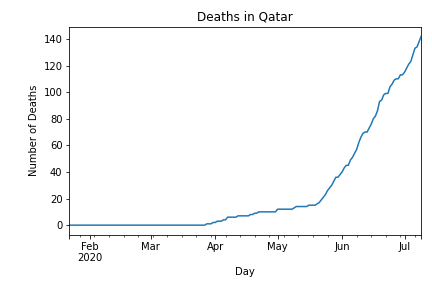 Deaths in Qatar
140
120
100
80
60
40
20
0
Number of Deaths
Feb
2020
Mar
Apr
May
Jun
Jul
Day